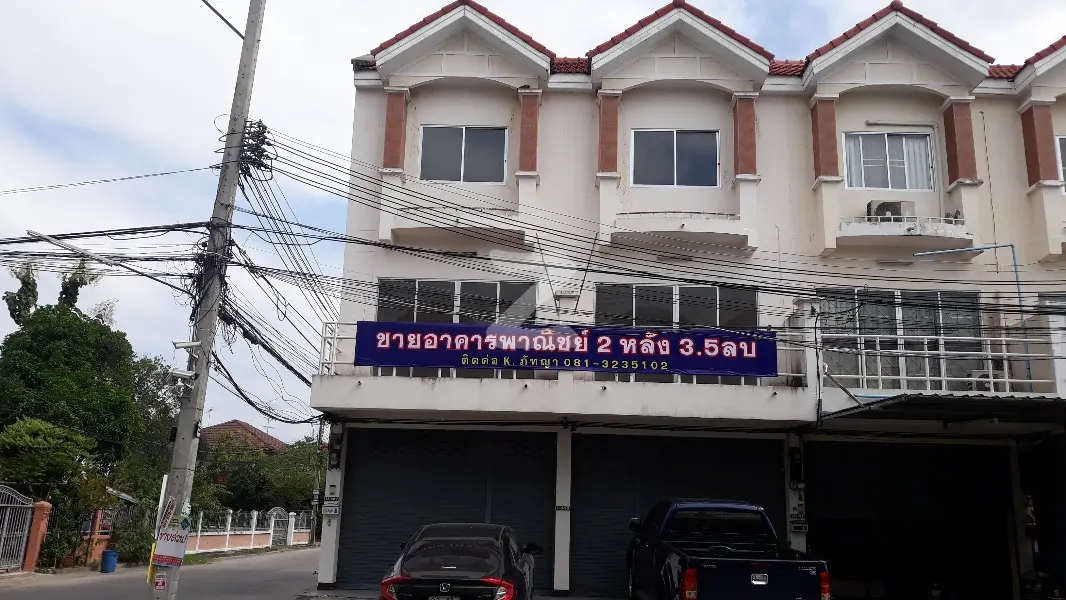 ขายอาคารพาณิชย์ 2 หลัง 3.5ลบ
ติดต่อ K. ภัทญา 081-3235102